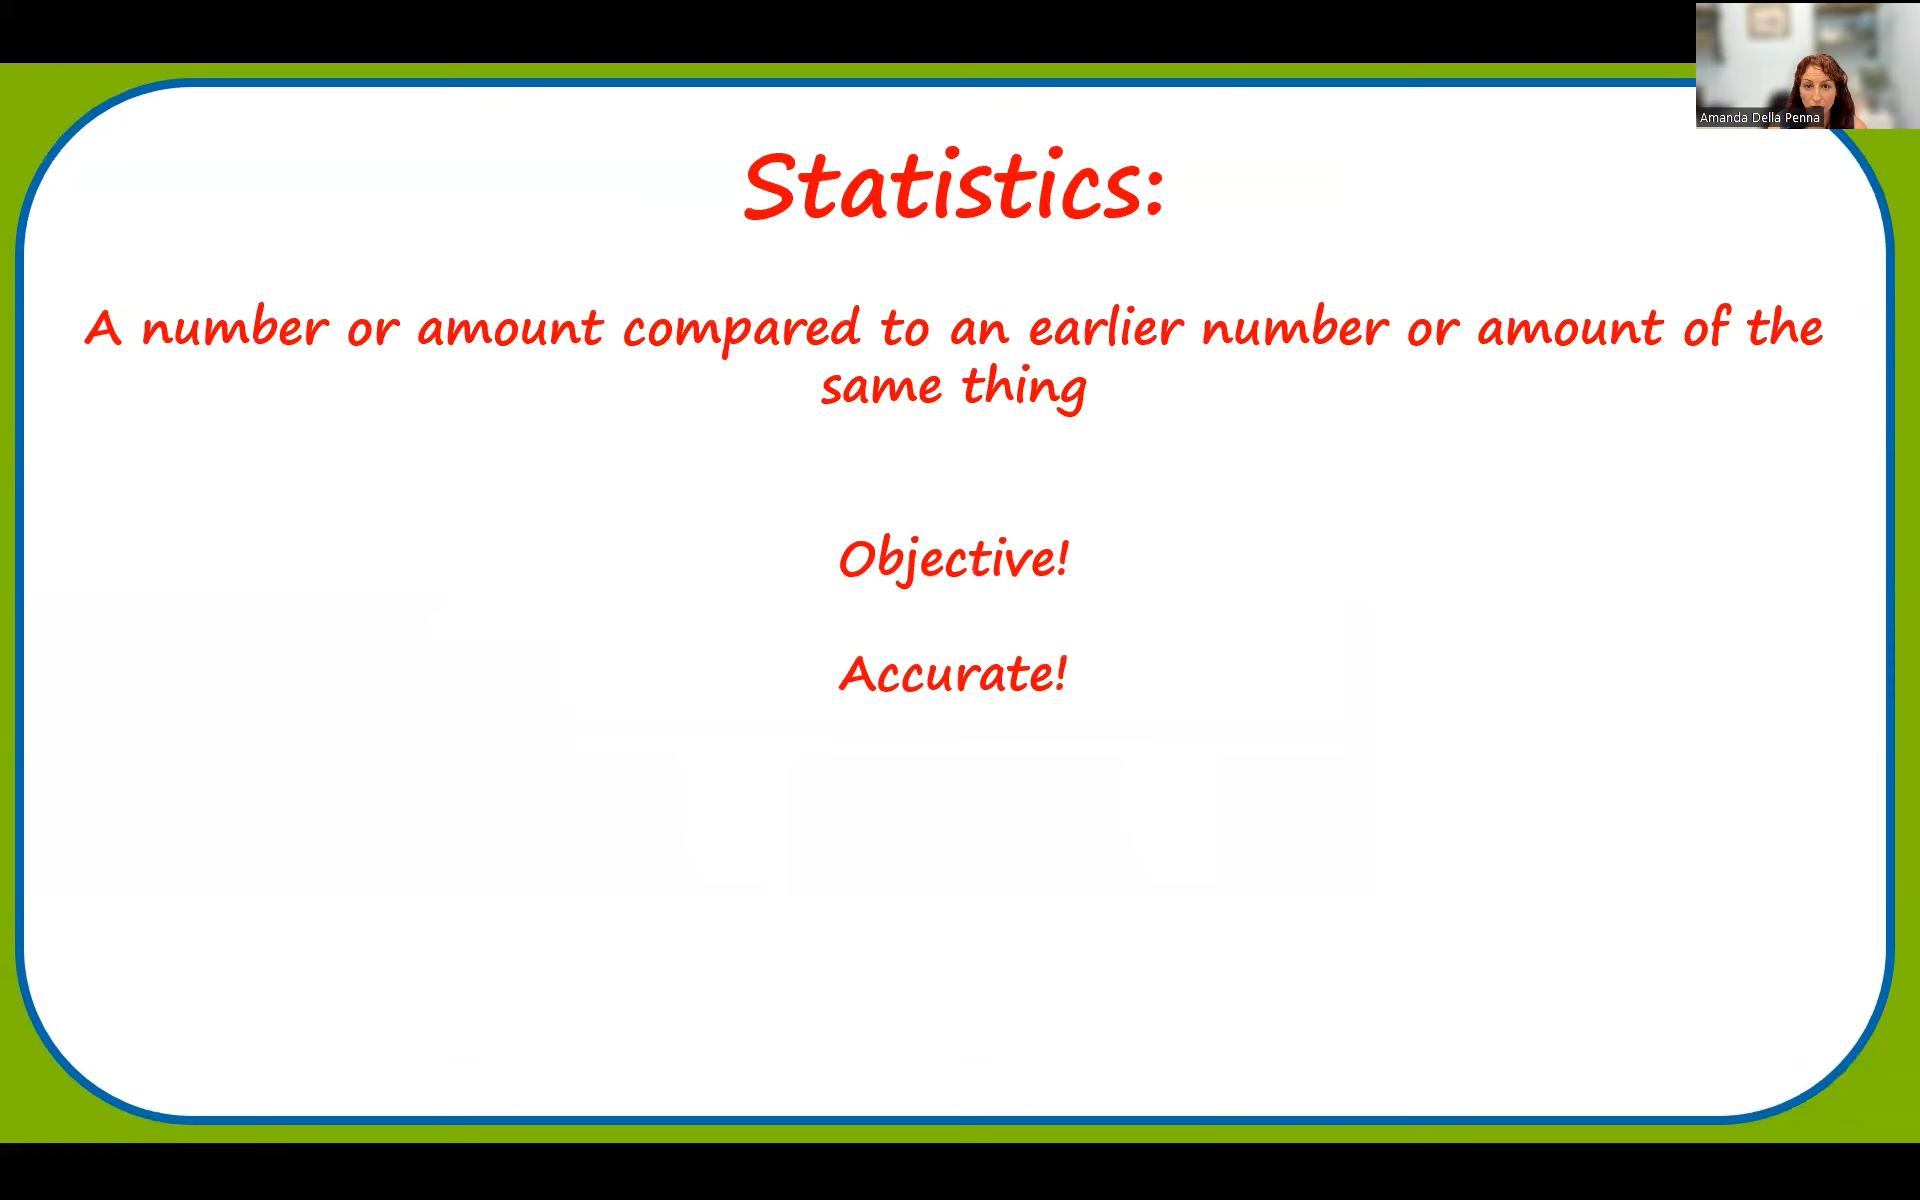 Amanda Della Penna
Statistics:
A number or amount compared to an earlier number or amount of the
same thing
Objective!
Accurate!